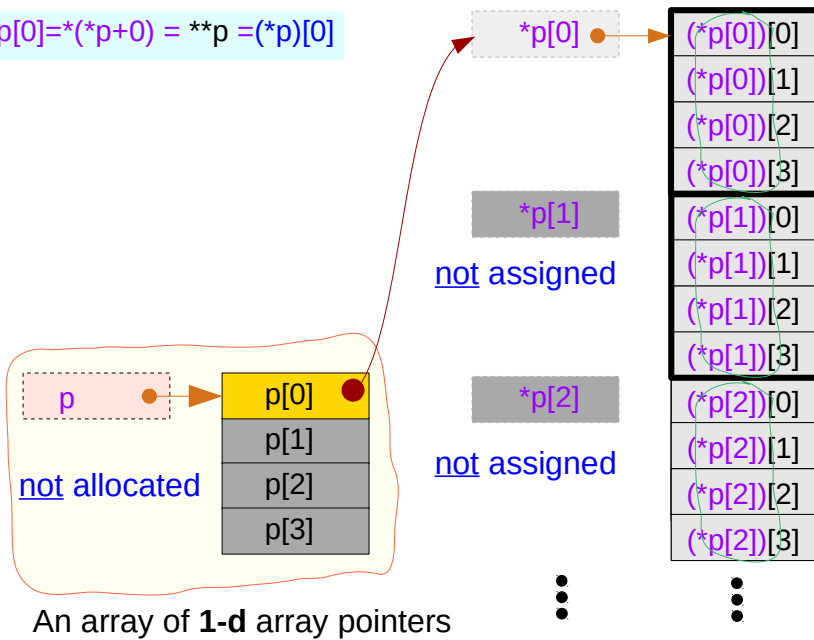 p[0]=*(*p+0) = **p =(*p)[0]
*p[0]
(*p[0])[0]
(*p[0])[1]
(*p[0])[2]
(*p[0])[3]
*p[1]
not assigned
(*p[1])[0]
(*p[1])[1]
(*p[1])[2]
(*p[1])[3]
*p[2]
not assigned
(*p[2])[0]
(*p[2])[1]
(*p[2])[2]
(*p[2])[3]
p
not allocated
p[0]
p[1]
p[2]
p[3]
An array of 1-d array pointers